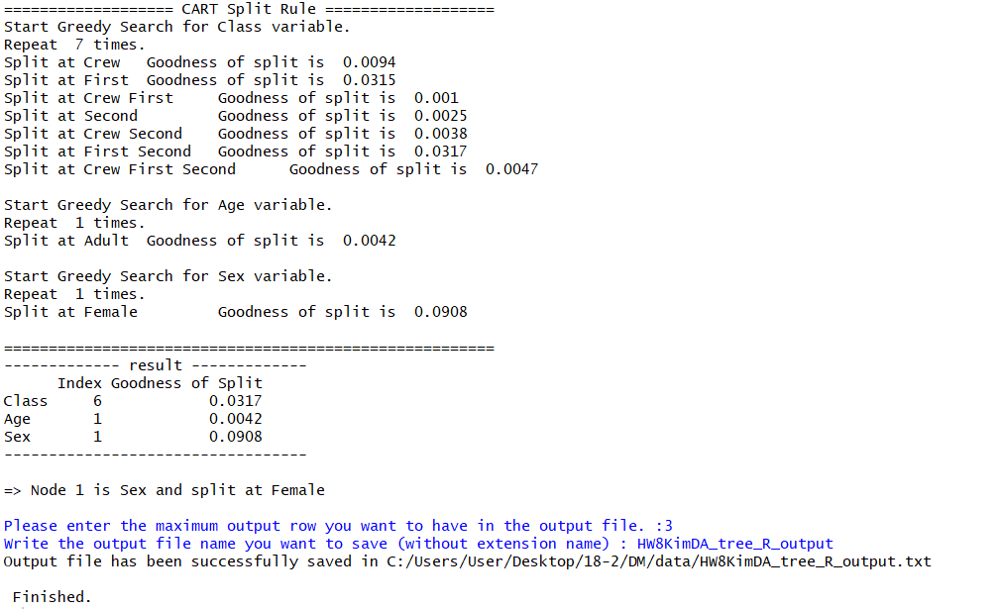 =================== CART Split Rule ===================
Start Greedy Search for Class variable.
Repeat  7 times.
Split at Crew   Goodness of split is  0.0094
Split at First  Goodness of split is  0.0315
Split at Crew First     Goodness of split is  0.001
Split at Second         Goodness of split is  0.0025
Split at Crew Second    Goodness of split is  0.0038
Split at First Second   Goodness of split is  0.0317
Split at Crew First Second      Goodness of split is  0.0047

Start Greedy Search for Age variable.
Repeat  1 times.
Split at Adult  Goodness of split is  0.0042

Start Greedy Search for Sex variable.
Repeat  1 times.
Split at Female         Goodness of split is  0.0908

=======================================================
------------- result -------------
      Index Goodness of Split
Class     6            0.0317
Age       1            0.0042
Sex       1            0.0908
----------------------------------

=> Node 1 is Sex and split at Female

Please enter the maximum output row you want to have in the output file. :3
Write the output file name you want to save (without extension name) : HW8KimDA_tree_R_output
Output file has been successfully saved in C:/Users/User/Desktop/18-2/DM/data/HW8KimDA_tree_R_output.txt

 Finished.